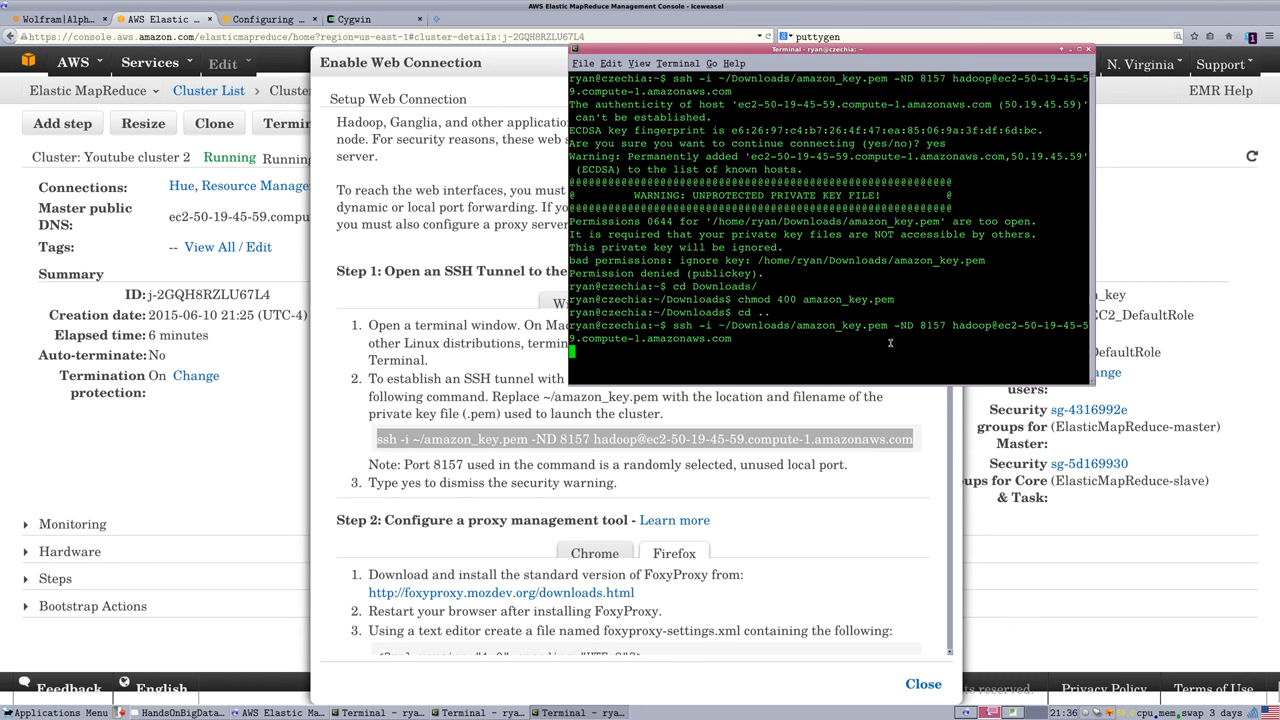 AWS Elastic MapReduce Management Console - Iceweasel
Wolfram|Alph...
AWS Elastic ...
Configuring ...
Cygwin
https://console.aws.amazon.com/elasticmapreduce/home?region=us-east-1#cluster-details:j-2GQH8RZLU67L4
puttygen
AWS
Services
Edit
N. Virginia
Support
Elastic MapReduce
Cluster List
EMR Help
Add step
Resize
Clone
Cluster: Youtube cluster 2
Running
Connections:
Master public
DNS:
ec2-50-19-45-59.compu
Tags:
-- View All / Edit
Summary
ID: j-2GQH8RZLU67L4
Creation date: 2015-06-10 21:25 (UTC-4)
Elapsed time: 6 minutes
Auto-terminate: No
Termination On Change
protection:
Monitoring
Hardware
Steps
Bootstrap Actions
Enable Web Connection
Setup Web Connection
Hadoop, Ganglia, and other applicatio
node. For security reasons, these web s
server.
To reach the web interfaces, you must
dynamic or local port forwarding. If yo
you must also configure a proxy serve
Step 1: Open an SSH Tunnel to the
1. Open a terminal window. On Mac
other Linux distributions, termin
Terminal.
2. To establish an SSH tunnel with
following command. Replace ~/amazon_key.pem with the location and filename of the
private key file (.pem) used to launch the cluster.
ssh -i ~/amazon_key.pem -ND 8157 hadoop@ec2-50-19-45-59.compute-1.amazonaws.com
Note: Port 8157 used in the command is a randomly selected, unused local port.
3. Type yes to dismiss the security warning.
Step 2: Configure a proxy management tool - Learn more
Chrome
Firefox
1. Download and install the standard version of FoxyProxy from:
http://foxyproxy.mozdev.org/downloads.html
2. Restart your browser after installing FoxyProxy.
3. Using a text editor create a file named foxyproxy-settings.xml containing the following:
Close
Terminal - ryan@czechia: ~
File Edit View Terminal Go Help
ryan@czechia:~$ ssh -i ~/Downloads/amazon_key.pem -ND 8157 hadoop@ec2-50-19-45-5
9.compute-1.amazonaws.com
The authenticity of host 'ec2-50-19-45-59.compute-1.amazonaws.com (50.19.45.59)'
can't be established.
ECDSA key fingerprint is e6:26:97:c4:b7:26:4f:47:ea:85:06:9a:3f:df:6d:bc.
Are you sure you want to continue connecting (yes/no)? yes
Warning: Permanently added 'ec2-50-19-45-59.compute-1.amazonaws.com,50.19.45.59'
(ECDSA) to the list of known hosts.
@@@@@@@@@@@@@@@@@@@@@@@@@@@@@@@@@@@@@@@@@@@@@@@@@@@@@@@@@@@
@ WARNING: UNPROTECTED PRIVATE KEY FILE! @
@@@@@@@@@@@@@@@@@@@@@@@@@@@@@@@@@@@@@@@@@@@@@@@@@@@@@@@@@@@
Permissions 0644 for '/home/ryan/Downloads/amazon_key.pem' are too open.
It is required that your private key files are NOT accessible by others.
This private key will be ignored.
bad permissions: ignore key: /home/ryan/Downloads/amazon_key.pem
Permission denied (publickey).
ryan@czechia:~$ cd Downloads/
ryan@czechia:~/Downloads$ chmod 400 amazon_key.pem
ryan@czechia:~/Downloads$ cd ..
ryan@czechia:~$ ssh -i ~/Downloads/amazon_key.pem -ND 8157 hadoop@ec2-50-19-45-5
9.compute-1.amazonaws.com
users:
Security sg-4316992e
groups for (ElasticMapReduce-master)
Master:
Security sg-5d169930
ups for Core (ElasticMapReduce-slave)
& Task:
Feedback
English
Privacy Policy
Terms of Use
Applications Menu
HandsOnBigData...
AWS Elastic Ma...
Terminal - rya...
Terminal - rya...
Terminal - rya...
21:36
cpu mem swap 3 days